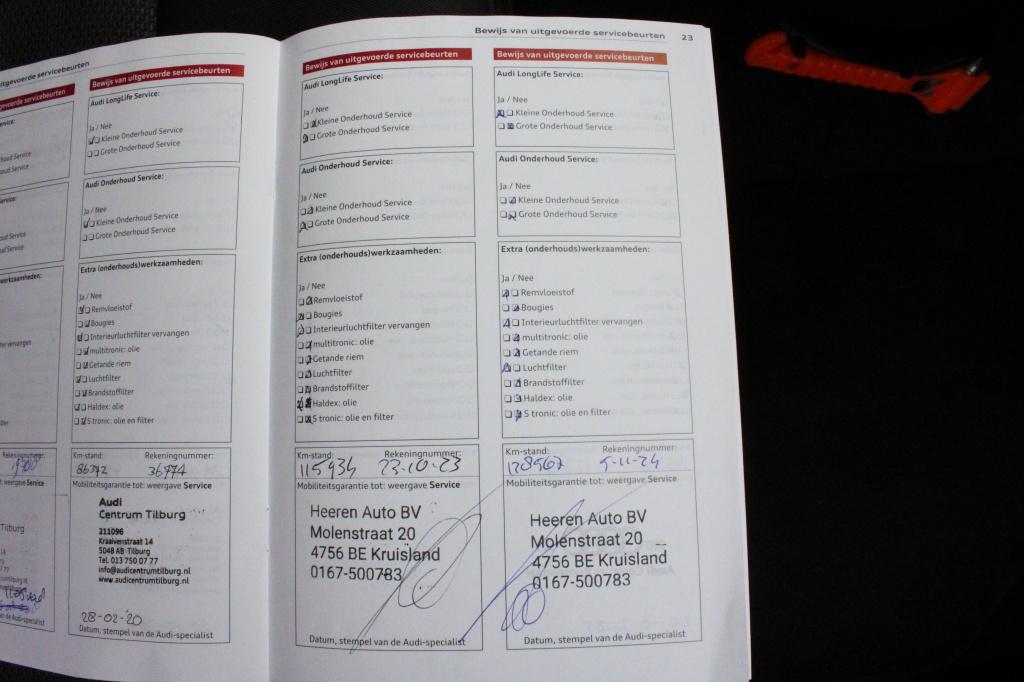 Bewijs van uitgevoerde servicebeurten 23
itgevoerde servicebeurten
Bewijs van uitgevoerde servicebeurten
Audi LongLife Service:
Ja / Nee
Kleine Onderhoud Service
Grote Onderhoud Service
Audi Onderhoud Service:
Ja / Nee
Kleine Onderhoud Service
Grote Onderhoud Service
Extra (onderhouds)werkzaamheden:
Ja / Nee
Remvloeistof
Bougies
Interieurluchtfilter vervangen
multitronic: olie
Getande riem
Luchtfilter
Brandstoffilter
Haldex: olie
S tronic: olie en filter
Km-stand: Rekeningnummer:
86372 36974
Mobiliteitsgarantie tot: weergave Service
Audi
Centrum Tilburg
211096
Kraaivenstraat 14
5048 AB Tilburg
Tel. 013 750 07 77
info@audicentrumtilburg.nl
www.audicentrumtilburg.nl
28-02-'20
Datum, stempel van de Audi-specialist
Bewijs van uitgevoerde servicebeurten
Audi LongLife Service:
Ja / Nee
Kleine Onderhoud Service
Grote Onderhoud Service
Audi Onderhoud Service:
Ja / Nee
Kleine Onderhoud Service
Grote Onderhoud Service
Extra (onderhouds)werkzaamheden:
Ja / Nee
Remvloeistof
Bougies
Interieurluchtfilter vervangen
multitronic: olie
Getande riem
Luchtfilter
Brandstoffilter
Haldex: olie
S tronic: olie en filter
Km-stand: Rekeningnummer:
115934 23-10-23
Mobiliteitsgarantie tot: weergave Service
Heeren Auto BV
Molenstraat 20
4756 BE Kruisland
0167-500783
Datum, stempel van de Audi-specialist
Bewijs van uitgevoerde servicebeurten
Audi LongLife Service:
Ja / Nee
Kleine Onderhoud Service
Grote Onderhoud Service
Audi Onderhoud Service:
Ja / Nee
Kleine Onderhoud Service
Grote Onderhoud Service
Extra (onderhouds)werkzaamheden:
Ja / Nee
Remvloeistof
Bougies
Interieurluchtfilter vervangen
multitronic: olie
Getande riem
Luchtfilter
Brandstoffilter
Haldex: olie
S tronic: olie en filter
Km-stand: Rekeningnummer:
128567 5-11-24
Mobiliteitsgarantie tot: weergave Service
Heeren Auto BV
Molenstraat 20
4756 BE Kruisland
0167-500783
Datum, stempel van de Audi-specialist